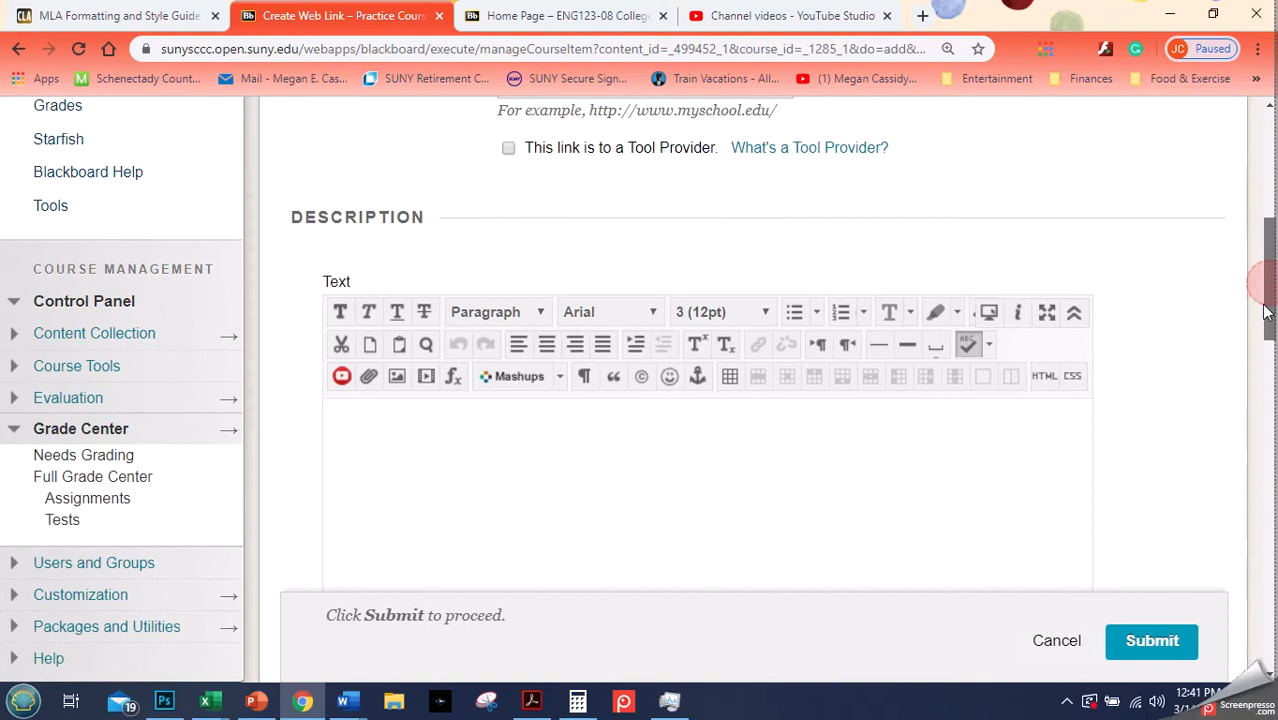 MLA Formatting and Style Guide
Create Web Link – Practice Cours
Home Page – ENG123-08 Colleg
Channel videos - YouTube Studio
sunysccc.open.suny.edu/webapps/blackboard/execute/manageCourseItem?content_id=_499452_1&course_id=_1285_1&do=add&...
JC Paused
Apps
Schenectady Count...
Mail - Megan E. Cas...
SUNY Retirement C...
SUNY Secure Sign...
Train Vacations - All...
(1) Megan Cassidy...
Entertainment
Finances
Food & Exercise
»
Grades
Starfish
Blackboard Help
Tools
COURSE MANAGEMENT
Control Panel
Content Collection
Course Tools
Evaluation
Grade Center
Needs Grading
Full Grade Center
Assignments
Tests
Users and Groups
Customization
Packages and Utilities
Help
For example, http://www.myschool.edu/
This link is to a Tool Provider. What's a Tool Provider?
DESCRIPTION
Text
T T T T Paragraph Arial 3 (12pt)
Mashups HTML CSS
Click Submit to proceed.
Cancel Submit
19
12:41 PM
Screenpresso.com